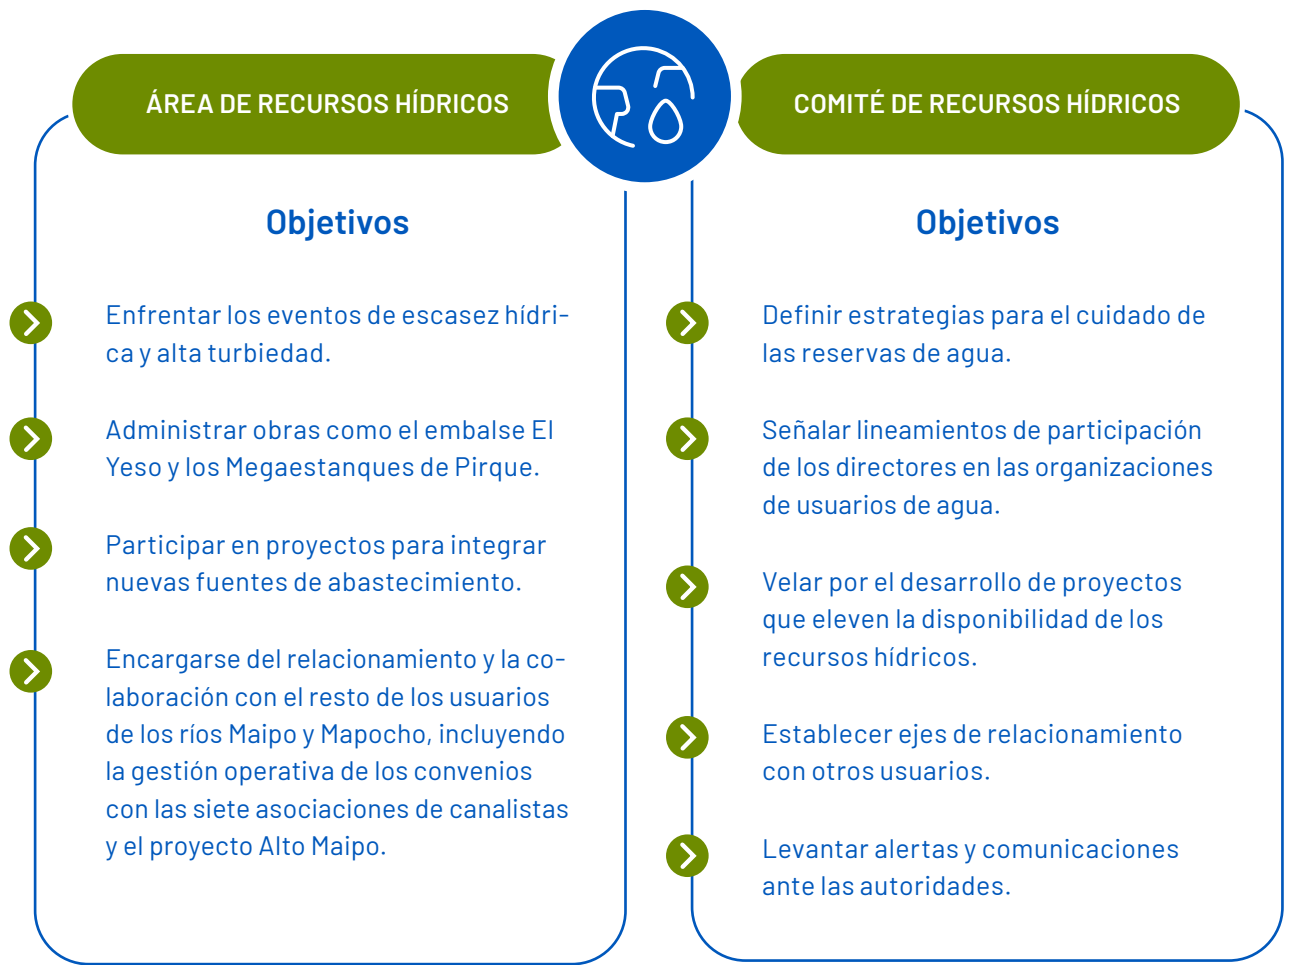 ÁREA DE RECURSOS HÍDRICOS
Objetivos
Enfrentar los eventos de escasez hídri-
ca y alta turbiedad.
Administrar obras como el embalse El
Yeso y los Megaestanques de Pirque.
Participar en proyectos para integrar
nuevas fuentes de abastecimiento.
Encargarse del relacionamiento y la co-
laboración con el resto de los usuarios
de los ríos Maipo y Mapocho, incluyendo
la gestión operativa de los convenios
con las siete asociaciones de canalistas
y el proyecto Alto Maipo.
COMITÉ DE RECURSOS HÍDRICOS
Objetivos
Definir estrategias para el cuidado de
las reservas de agua.
Señalar lineamientos de participación
de los directores en las organizaciones
de usuarios de agua.
Velar por el desarrollo de proyectos
que eleven la disponibilidad de los
recursos hídricos.
Establecer ejes de relacionamiento
con otros usuarios.
Levantar alertas y comunicaciones
ante las autoridades.